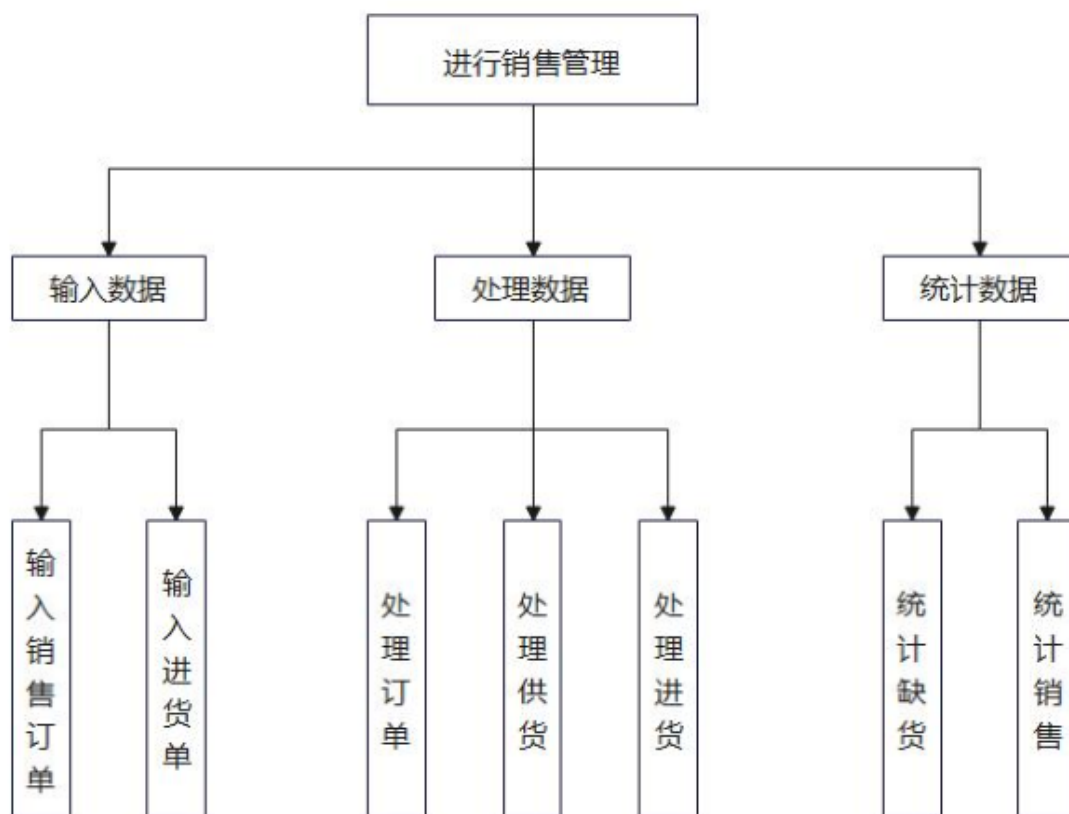 进行销售管理
输入数据
处理数据
统计数据
输入销售订单
输入进货单
处理订单
处理供货
处理进货
统计缺货
统计销售